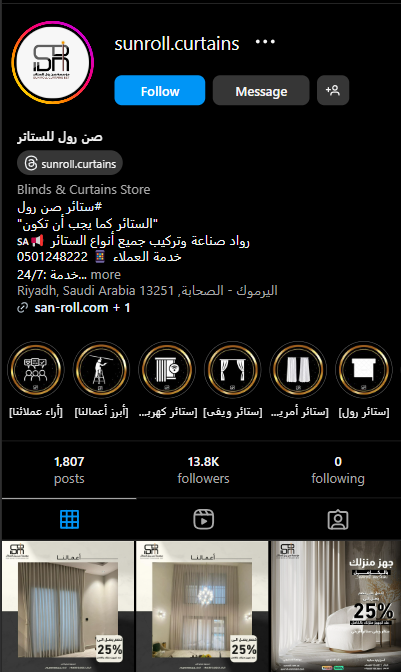 sunroll.curtains
Follow
Message
صن رول للستائر
sunroll.curtains
Blinds & Curtains Store
#ستائر صن رول
"الستائر كما يجب أن تكون"
رواد صناعة وتركيب جميع أنواع الستائر 📢 SA
خدمة العملاء 📱 0501248222
24/7: خدمة... more
اليرموك - الصحابة, Riyadh, Saudi Arabia 13251
san-roll.com + 1
[ستائر رول]
ستائر أمري...
[ستائر ويفى]
ستائر كهرب...
[أبرز أعمالنا]
[أراء عملائنا]
1,807
posts
13.8K
followers
0
following
أعمالنا
25%
أعمالنا
25%
جهز منزلك
25%